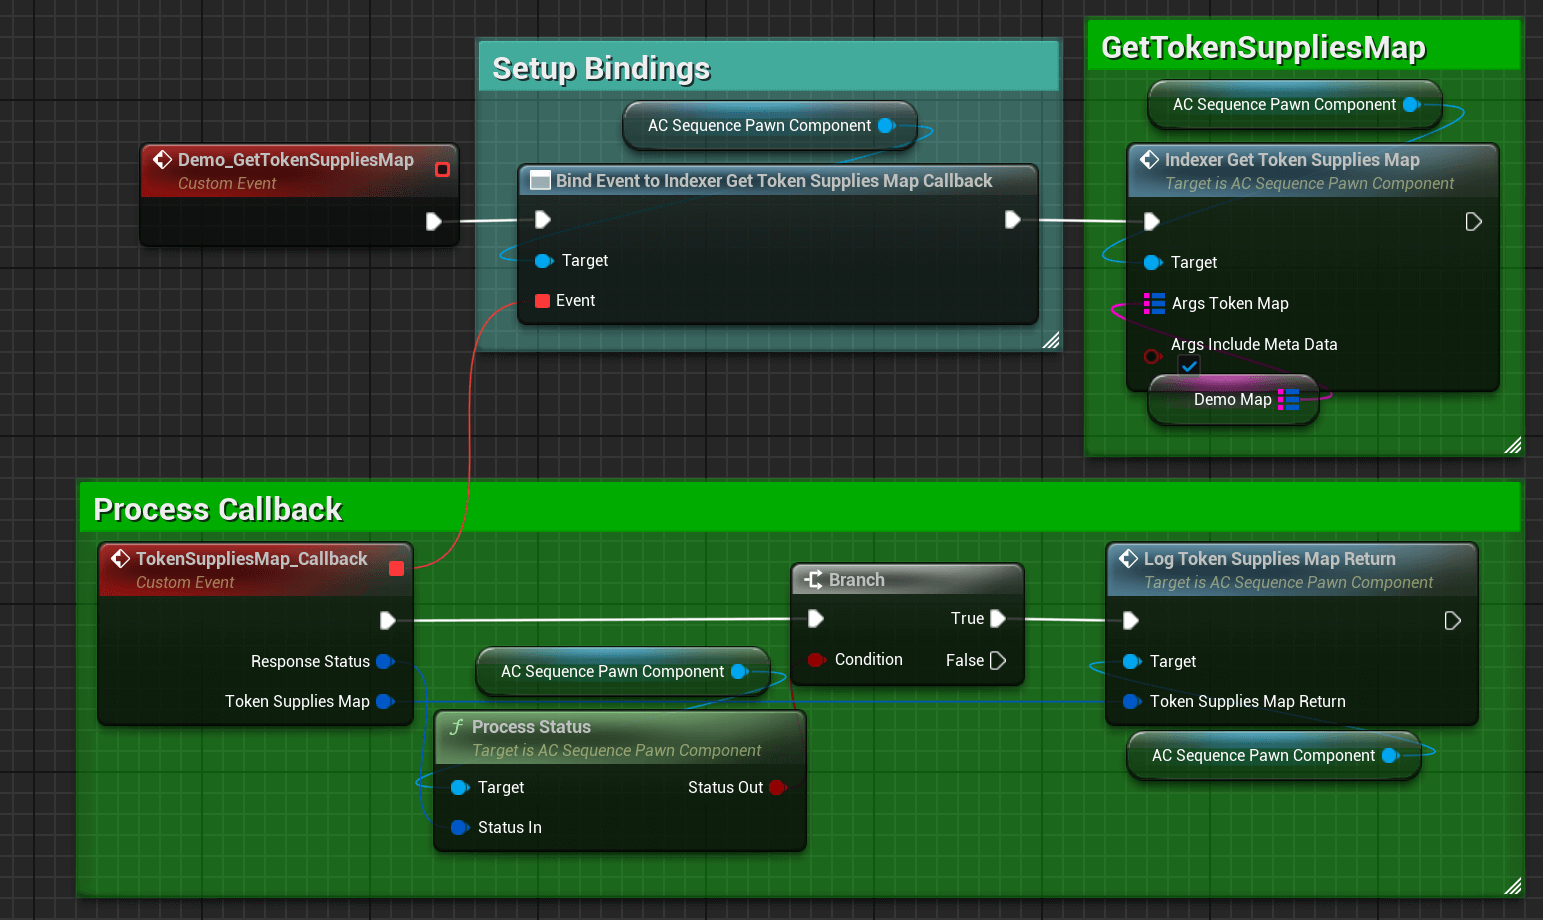 Setup Bindings
GetTokenSuppliesMap
AC Sequence Pawn Component
AC Sequence Pawn Component
Demo_GetTokenSuppliesMap
Custom Event
Bind Event to Indexer Get Token Supplies Map Callback
Target
Event
Indexer Get Token Supplies Map
Target is AC Sequence Pawn Component
Target
Args Token Map
Args Include Meta Data
Demo Map
Process Callback
TokenSuppliesMap_Callback
Custom Event
Response Status
Token Supplies Map
AC Sequence Pawn Component
Process Status
Target is AC Sequence Pawn Component
Target
Status Out
Status In
Branch
True
Condition
False
Log Token Supplies Map Return
Target is AC Sequence Pawn Component
Target
Token Supplies Map Return
AC Sequence Pawn Component